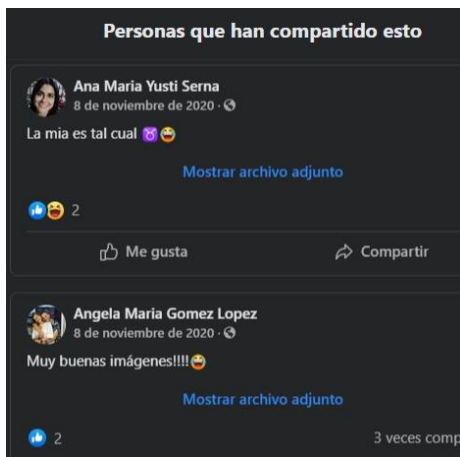 Personas que han compartido esto
Ana Maria Yusti Serna
8 de noviembre de 2020 ·
La mia es tal cual ♉😂
Mostrar archivo adjunto
2
Me gusta
Compartir
Angela Maria Gomez Lopez
8 de noviembre de 2020 ·
Muy buenas imágenes!!!!😂
Mostrar archivo adjunto
2
3 veces comp